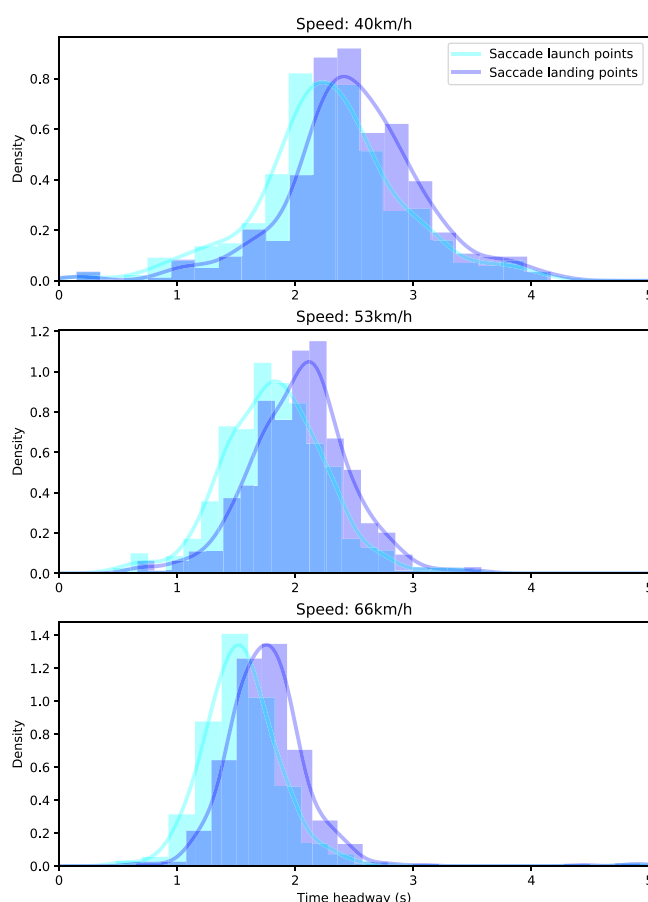 Speed: 40km/h
Saccade launch points
Saccade landing points
Density
0.8
0.6
0.4
0.2
0.0
0 1 2 3 4 5
Speed: 53km/h
Density
1.2
1.0
0.8
0.6
0.4
0.2
0.0
0 1 2 3 4 5
Speed: 66km/h
Density
1.4
1.2
1.0
0.8
0.6
0.4
0.2
0.0
0 1 2 3 4 5
Time headway (s)